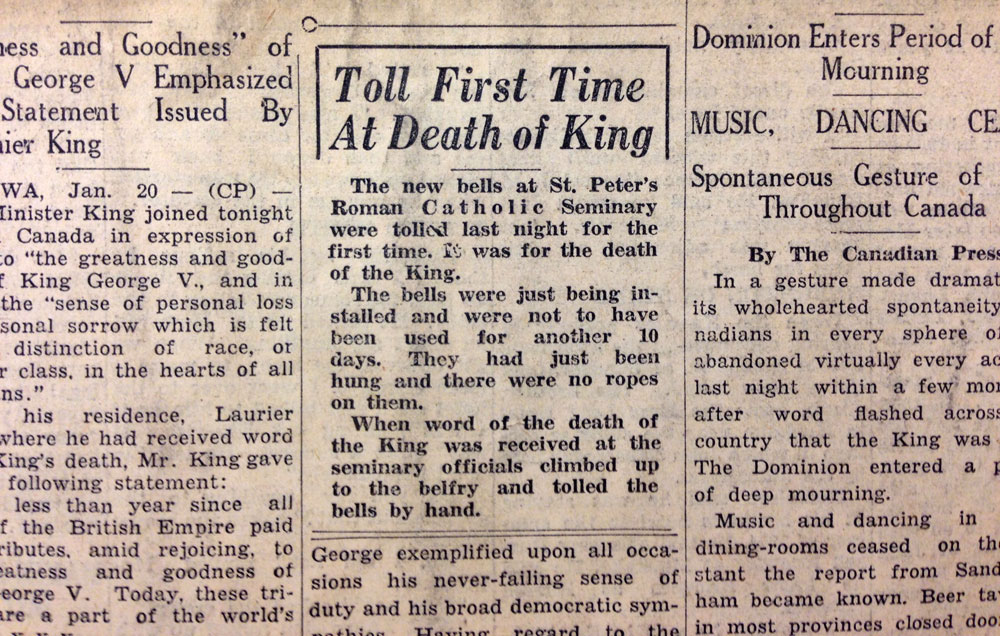 ness and Goodness" of
George V Emphasized
Statement Issued By
nier King
WA, Jan. 20 — (CP) —
Minister King joined tonight
Canada in expression of
to "the greatness and good-
f King George V., and in
the "sense of personal loss
sonal sorrow which is felt
distinction of race, or
r class, in the hearts of all
ns."
his residence, Laurier
where he had received word
King's death, Mr. King gave
following statement:
less than year since all
f the British Empire paid
ributes, amid rejoicing, to
eatness and goodness of
eorge V. Today, these tri-
are a part of the world's
Toll First Time
At Death of King
The new bells at St. Peter's
Roman Catholic Seminary
were tolled last night for the
first time. It was for the death
of the King.
The bells were just being in-
stalled and were not to have
been used for another 10
days. They had just been
hung and there were no ropes
on them.
When word of the death of
the King was received at the
seminary officials climbed up
to the belfry and tolled the
bells by hand.
George exemplified upon all occa-
sions his never-failing sense of
duty and his broad democratic sym-
pathies. Having regard to the
Dominion Enters Period of
Mourning
MUSIC, DANCING CE
Spontaneous Gesture of
Throughout Canada
By The Canadian Press
In a gesture made dramat
its wholehearted spontaneity
nadians in every sphere o
abandoned virtually every ac
last night within a few mo
after word flashed across
country that the King was
The Dominion entered a p
of deep mourning.
Music and dancing in
dining-rooms ceased on the
stant the report from Sand
ham became known. Beer ta
in most provinces closed doo